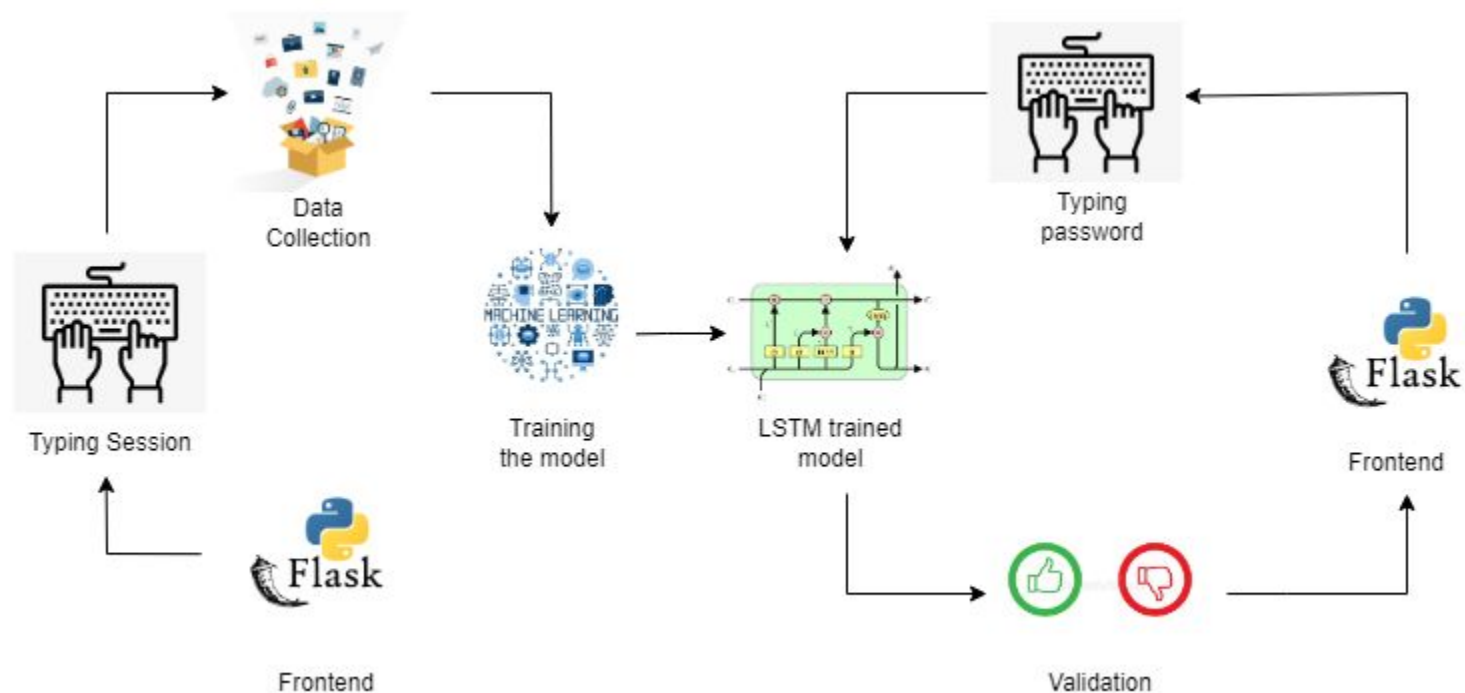 Data
Collection
Typing
password
MACHINE LEARNING
Typing Session
Training
the model
LSTM trained
model
Flask
Frontend
Flask
Frontend
Validation